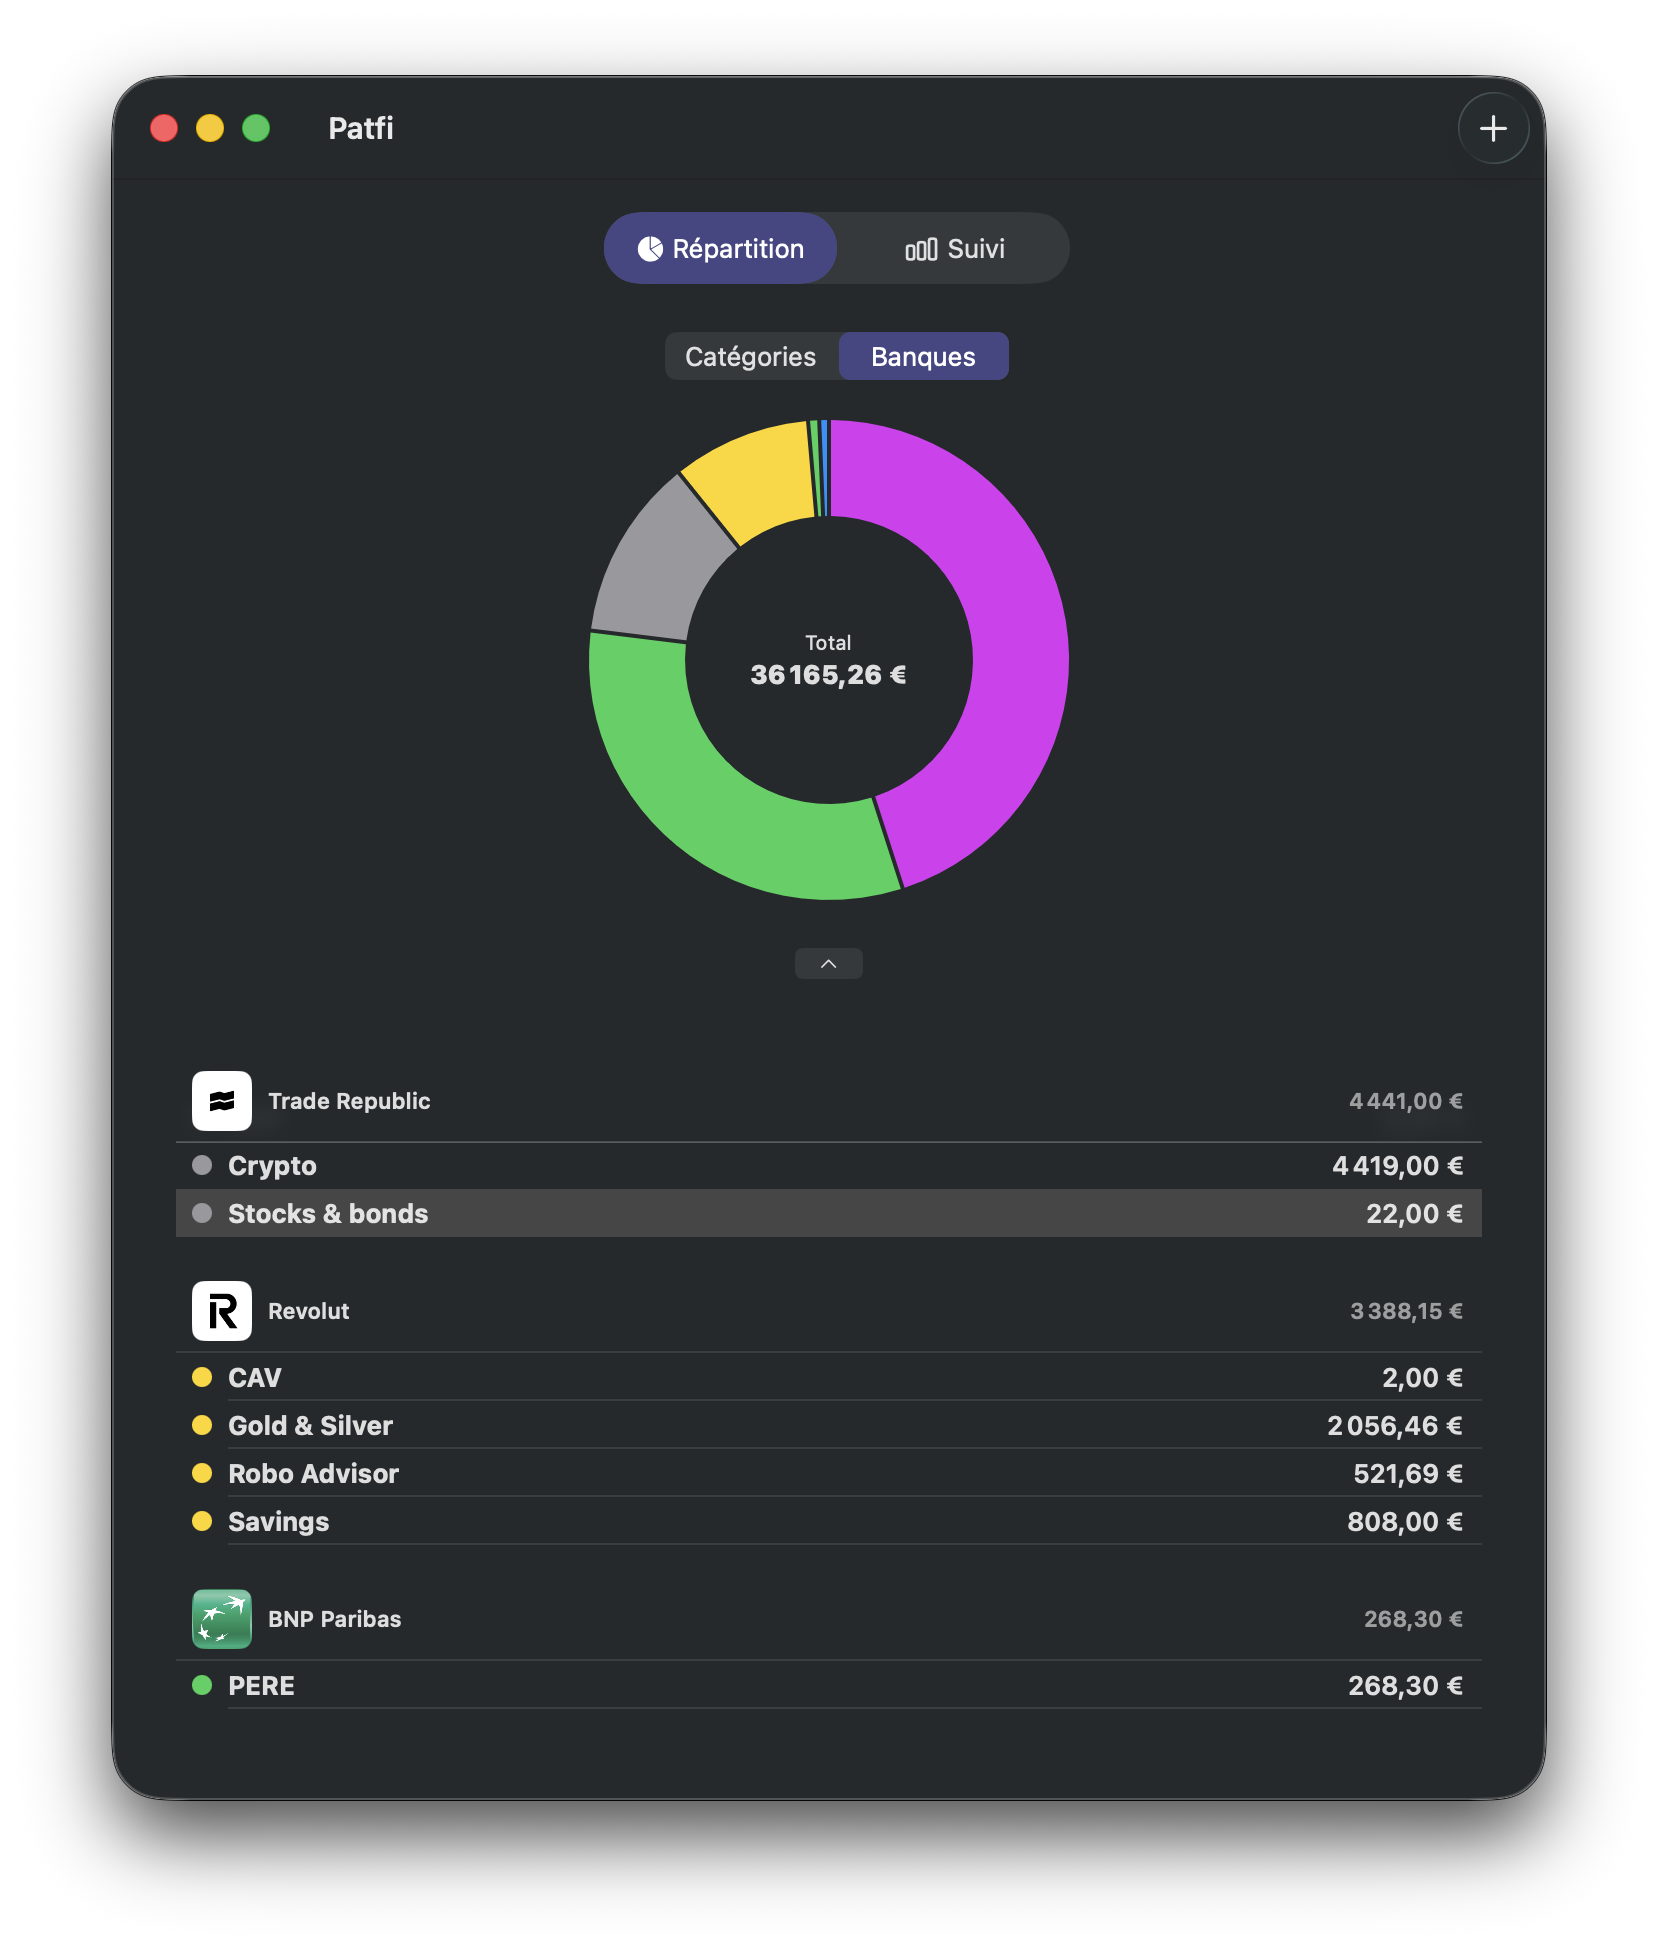 Patfi
Répartition
Suivi
Catégories
Banques
Total
36 165,26 €
Trade Republic
4 441,00 €
Crypto
4 419,00 €
Stocks & bonds
22,00 €
Revolut
3 388,15 €
CAV
2,00 €
Gold & Silver
2 056,46 €
Robo Advisor
521,69 €
Savings
808,00 €
BNP Paribas
268,30 €
PERE
268,30 €